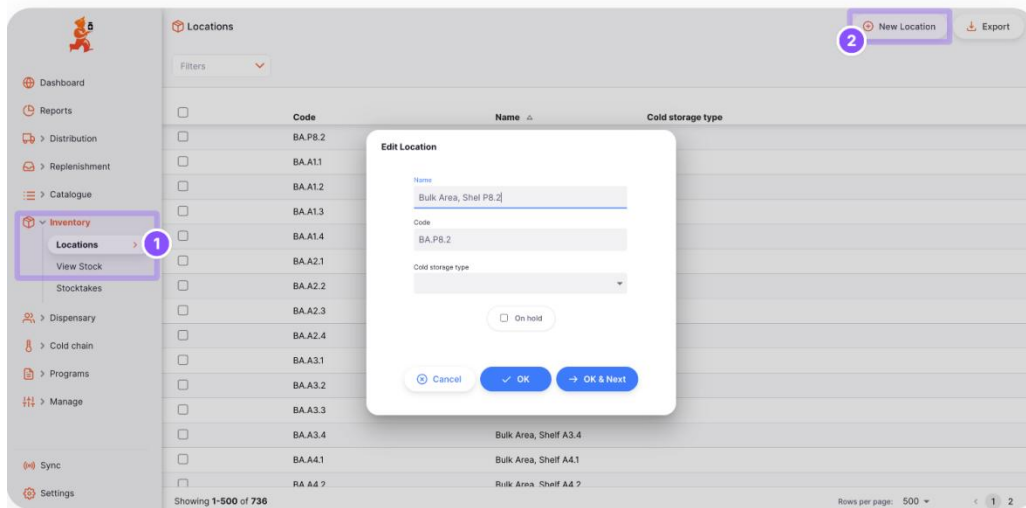 Locations
New Location
Export
2
Filters
Dashboard
Reports
Distribution
Replenishment
Catalogue
Inventory
Locations
1
View Stock
Stocktakes
Dispensary
Cold chain
Programs
Manage
Sync
Settings
Code Name Cold storage type
BA.P8.2
BA.A1.1
BA.A1.2
BA.A1.3
BA.A1.4
BA.A2.1
BA.A2.2
BA.A2.3
BA.A2.4
BA.A3.1
BA.A3.2
BA.A3.3
BA.A3.4 Bulk Area, Shelf A3.4
BA.A4.1 Bulk Area, Shelf A4.1
BA.A4.2 Bulk Area, Shelf A4.2
Edit Location
Name
Bulk Area, Shel P8.2
Code
BA.P8.2
Cold storage type
On hold
Cancel
OK
OK & Next
Showing 1-500 of 736
Rows per page: 500
1 2